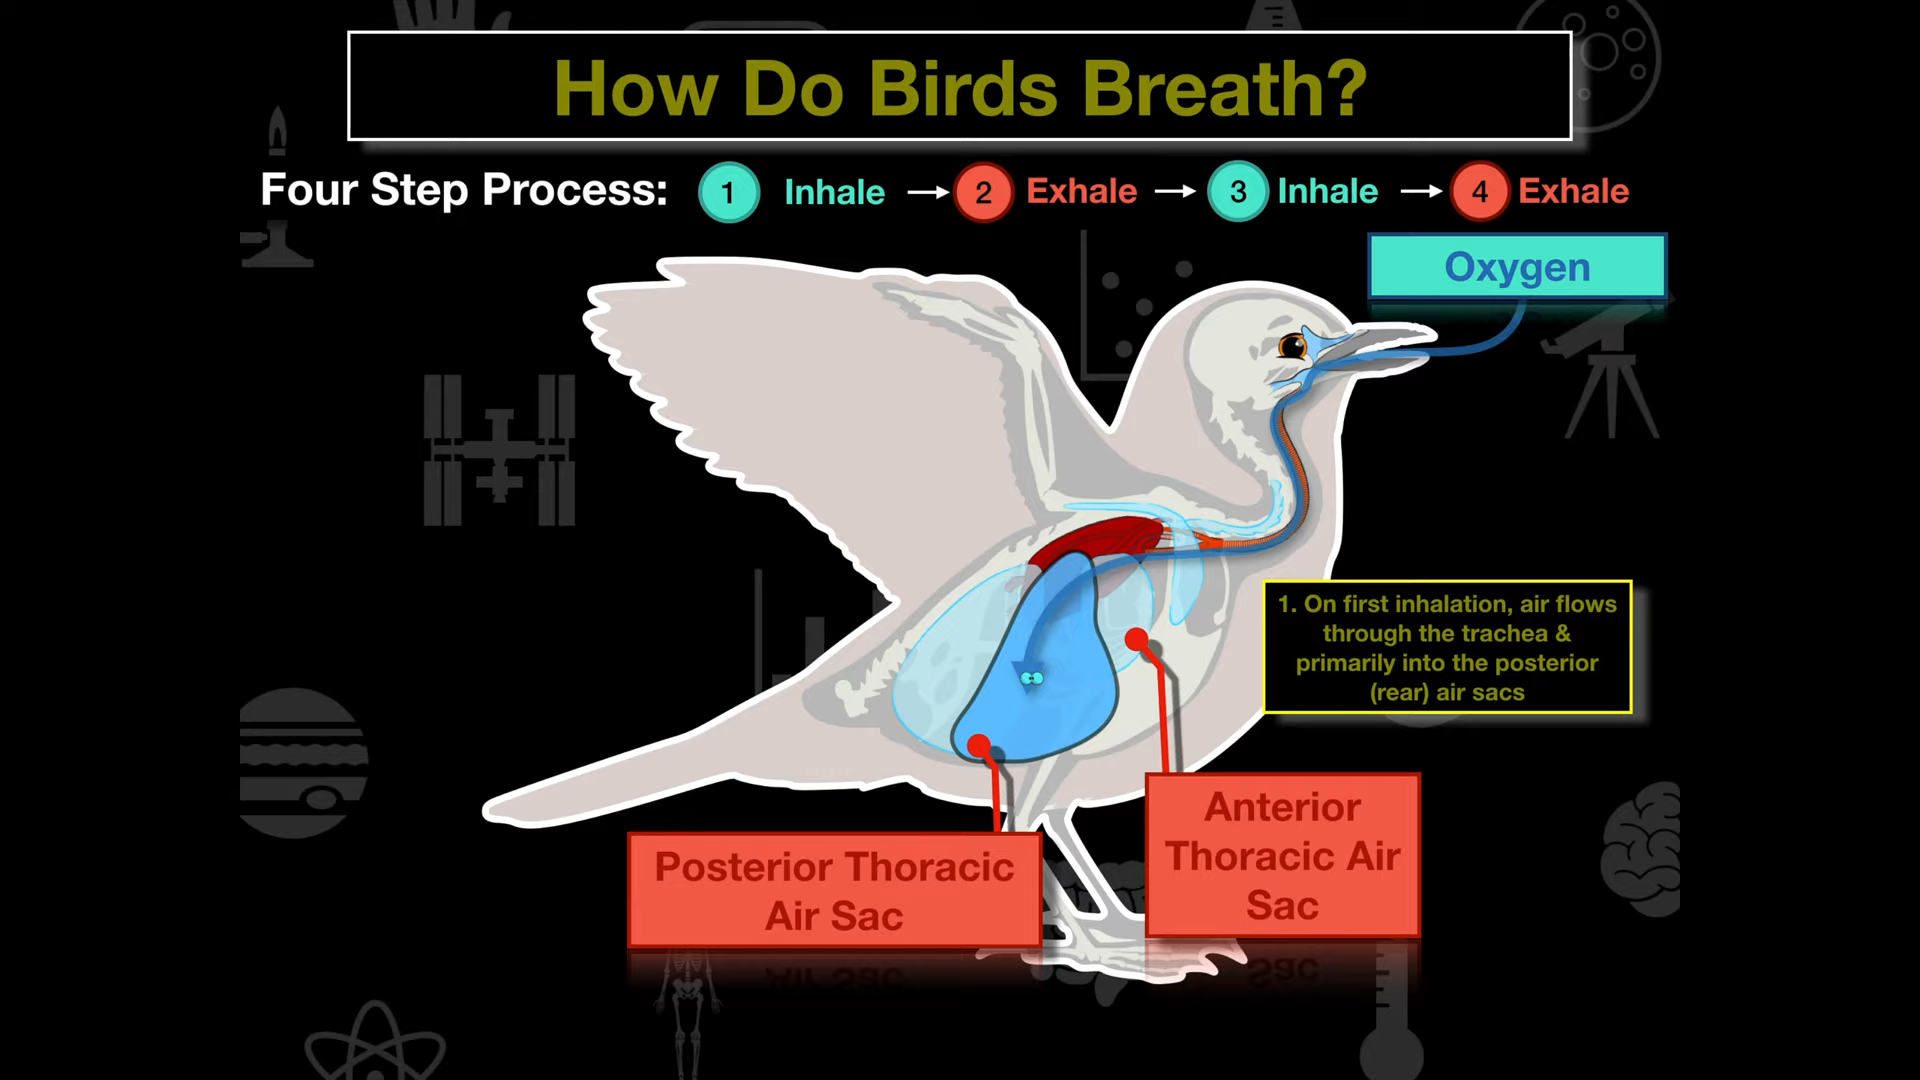 How Do Birds Breath?
Four Step Process: 1 Inhale → 2 Exhale → 3 Inhale → 4 Exhale
Oxygen
1. On first inhalation, air flows
through the trachea &
primarily into the posterior
(rear) air sacs
Anterior
Thoracic Air
Sac
Posterior Thoracic
Air Sac